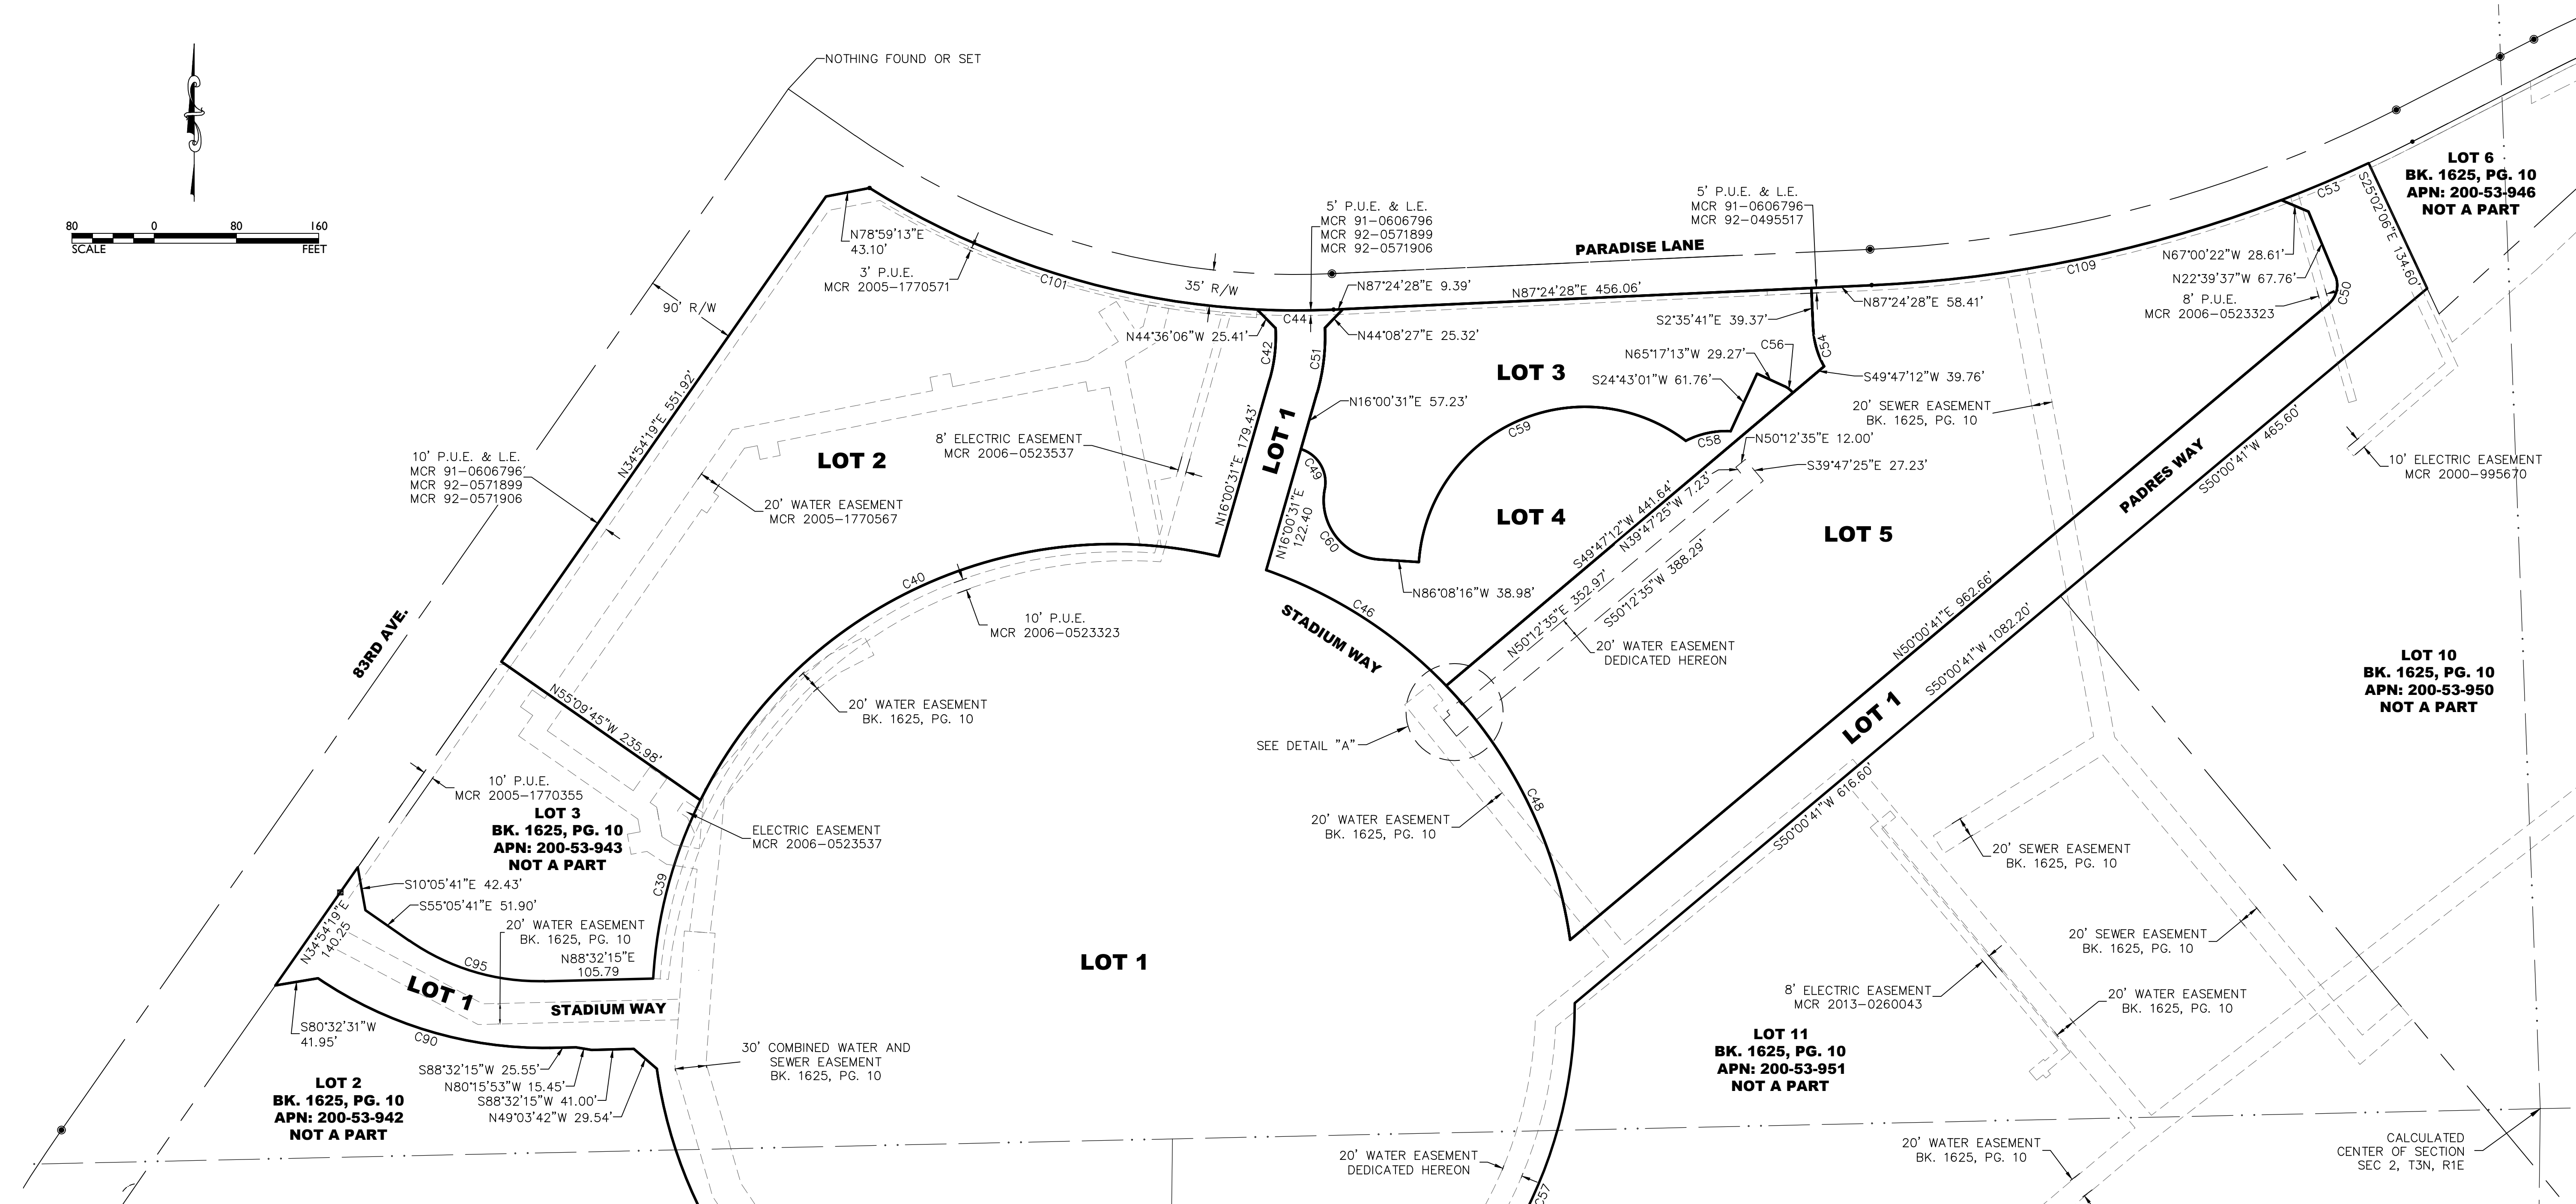 NOTHING FOUND OR SET
80 0 80 160
SCALE FEET
N78°59'13"E
43.10'
3' P.U.E.
MCR 2005-1770571
C101
35' R/W
90' R/W
5' P.U.E. & L.E.
MCR 91-0606796
MCR 92-0571899
MCR 92-0571906
5' P.U.E. & L.E.
MCR 91-0606796
MCR 92-0495517
PARADISE LANE
N87°24'28"E 9.39'
N87°24'28"E 456.06'
N87°24'28"E 58.41'
C44
N44°36'06"W 25.41'
N44°08'27"E 25.32'
C42
C51
S2°35'41"E 39.37'
C54
C56
N65°17'13"W 29.27'
S24°43'01"W 61.76'
S49°47'12"W 39.76'
C109
C53
S25°02'06"E 134.60'
N67°00'22"W 28.61'
N22°39'37"W 67.76'
8' P.U.E.
MCR 2006-0523323
C50
LOT 6
BK. 1625, PG. 10
APN: 200-53-946
NOT A PART
LOT 3
N16°00'31"E 57.23'
20' SEWER EASEMENT
BK. 1625, PG. 10
N34°54'19"E 551.92'
10' P.U.E. & L.E.
MCR 91-0606796
MCR 92-0571899
MCR 92-0571906
LOT 2
8' ELECTRIC EASEMENT
MCR 2006-0523537
N16°00'31"E 179.43'
LOT 1
C49
C59
C58
N50°12'35"E 12.00'
S39°47'25"E 27.23'
20' WATER EASEMENT
MCR 2005-1770567
N16°00'31"E
122.40
C60
LOT 4
S49°47'12"W 441.64'
N39°47'25"W 7.23'
LOT 5
PADRES WAY
S50°00'41"W 465.60'
10' ELECTRIC EASEMENT
MCR 2000-995670
N86°08'16"W 38.98'
C40
10' P.U.E.
MCR 2006-0523323
C46
STADIUM WAY
N50°12'35"E 352.97'
S50°12'35"W 388.29'
20' WATER EASEMENT
DEDICATED HEREON
N50°00'41"E 962.66'
S50°00'41"W 1082.20'
83RD AVE.
N55°09'45"W 235.98'
20' WATER EASEMENT
BK. 1625, PG. 10
SEE DETAIL "A"
LOT 1
LOT 10
BK. 1625, PG. 10
APN: 200-53-950
NOT A PART
10' P.U.E.
MCR 2005-1770355
LOT 3
BK. 1625, PG. 10
APN: 200-53-943
NOT A PART
ELECTRIC EASEMENT
MCR 2006-0523537
C39
20' WATER EASEMENT
BK. 1625, PG. 10
C48
S50°00'41"W 616.60'
20' SEWER EASEMENT
BK. 1625, PG. 10
S10°05'41"E 42.43'
S55°05'41"E 51.90'
20' WATER EASEMENT
BK. 1625, PG. 10
N34°54'19"E
140.25
C95
N88°32'15"E
105.79
LOT 1
STADIUM WAY
LOT 1
20' SEWER EASEMENT
BK. 1625, PG. 10
8' ELECTRIC EASEMENT
MCR 2013-0260043
20' WATER EASEMENT
BK. 1625, PG. 10
S80°32'31"W
41.95'
C90
S88°32'15"W 25.55'
N80°15'53"W 15.45'
S88°32'15"W 41.00'
N49°03'42"W 29.54'
30' COMBINED WATER AND
SEWER EASEMENT
BK. 1625, PG. 10
LOT 11
BK. 1625, PG. 10
APN: 200-53-951
NOT A PART
LOT 2
BK. 1625, PG. 10
APN: 200-53-942
NOT A PART
20' WATER EASEMENT
DEDICATED HEREON
C57
20' WATER EASEMENT
BK. 1625, PG. 10
CALCULATED
CENTER OF SECTION
SEC 2, T3N, R1E